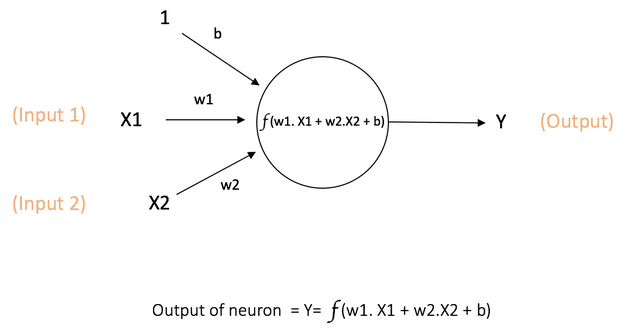 1
b
w1
(Input 1) X1 f(w1. X1 + w2.X2 + b) Y (Output)
w2
(Input 2) X2
Output of neuron = Y= f(w1. X1 + w2.X2 + b)